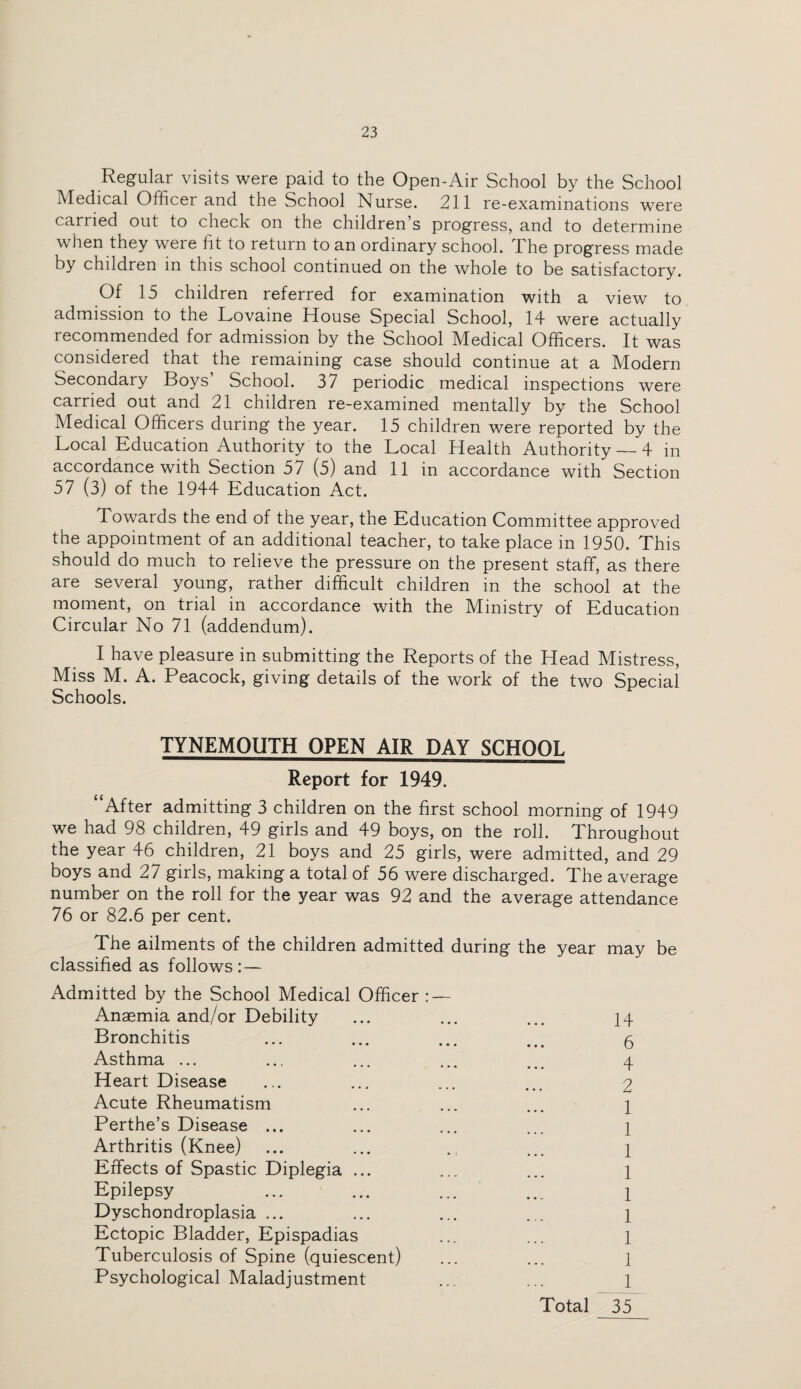 23
Regular visits were paid to the Open-Air School by the School
Medical Officer and the School Nurse. 211 re-examinations were
carried out to check on the children's progress, and to determine
when they were fit to return to an ordinary school. The progress made
by children in this school continued on the whole to be satisfactory.
Of 15 children referred for examination with a view to
admission to the Lovaine House Special School, 14 were actually
recommended for admission by the School Medical Officers. It was
considered that the remaining case should continue at a Modern
Secondary Boys' School. 37 periodic medical inspections were
carried out and 21 children re-examined mentally by the School
Medical Officers during the year. 15 children were reported by the
Local Education Authority to the Local Health Authority — 4 in
accordance with Section 57 (5) and 11 in accordance with Section
57 (3) of the 1944 Education Act.
Towards the end of the year, the Education Committee approved
the appointment of an additional teacher, to take place in 1950. This
should do much to relieve the pressure on the present staff, as there
are several young, rather difficult children in the school at the
moment, on trial in accordance with the Ministry of Education
Circular No 71 (addendum).
I have pleasure in submitting the Reports of the Head Mistress,
Miss M. A. Peacock, giving details of the work of the two Special
Schools.
TYNEMOUTH OPEN AIR DAY SCHOOL
Report for 1949.
“After admitting 3 children on the first school morning of 1949
we had 98 children, 49 girls and 49 boys, on the roll. Throughout
the year 46 children, 21 boys and 25 girls, were admitted, and 29
boys and 27 girls, making a total of 56 were discharged. The average
number on the roll for the year was 92 and the average attendance
76 or 82.6 per cent.
The ailments of the children admitted during the year may be
classified as follows:—
Admitted by the School Medical Officer:—
Anæmia and/or Debility ... ... ... 14
Bronchitis ... ... ... ... 6
Asthma ... ... ... ... ... 4
Heart Disease ... ... ... ... 2
Acute Rheumatism ... ... ... 1
Perthe's Disease ... ... ... ... 1
Arthritis (Knee) ... ... ... ... 1
Effects of Spastic Diplegia ... ... ... 1
Epilepsy ... ... ... ... 1
Dyschondroplasia ... ... ... ... 1
Ectopic Bladder, Epispadias ... ... 1
Tuberculosis of Spine (quiescent) ... ... 1
Psychological Maladjustment ... ... 1
Total 35